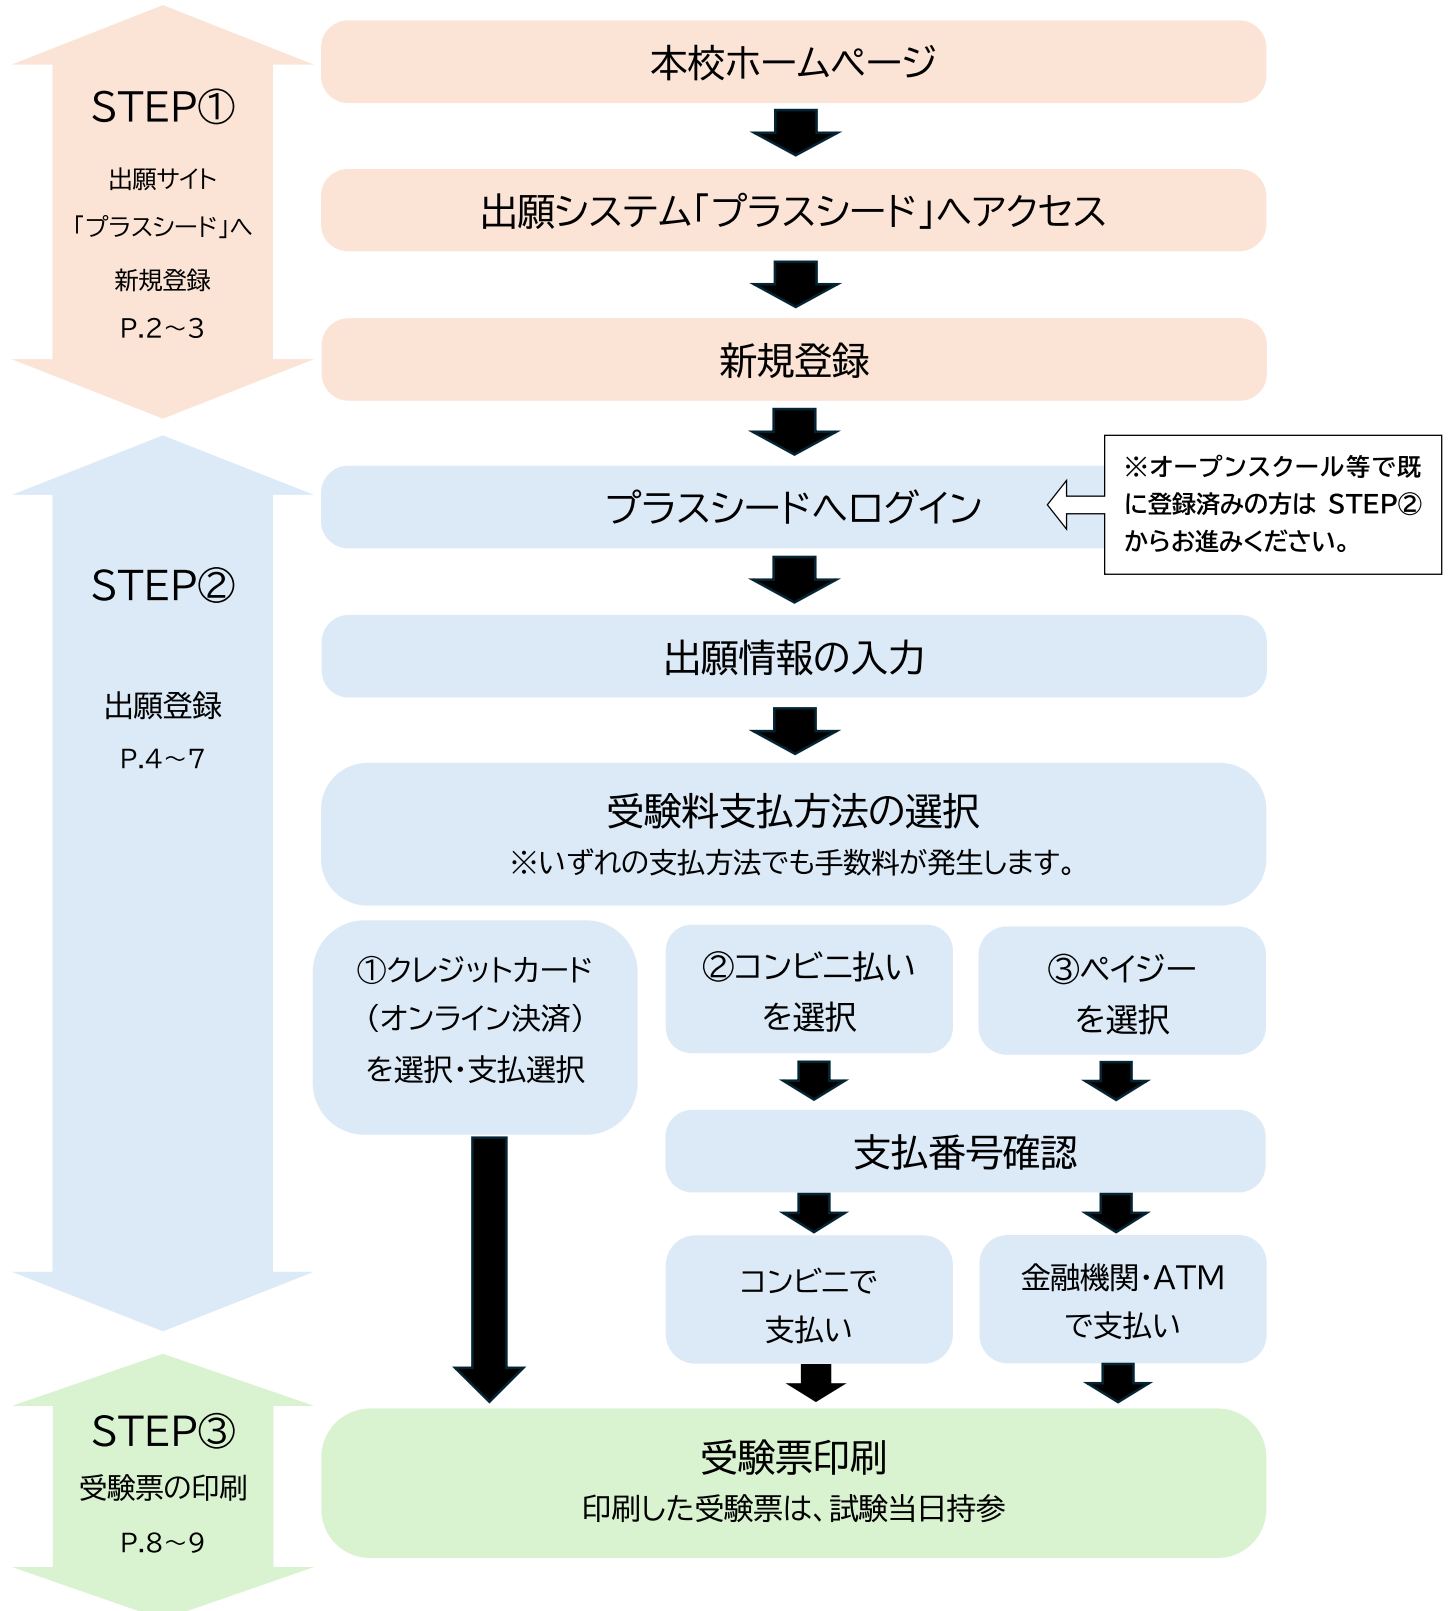 STEP①
出願サイト
「プラスシード」へ
新規登録
P.2～3
本校ホームページ
出願システム「プラスシード」へアクセス
新規登録
STEP②
出願登録
P.4～7
プラスシードへログイン
※オープンスクール等で既
に登録済みの方は STEP②
からお進みください。
出願情報の入力
受験料支払方法の選択
※いずれの支払方法でも手数料が発生します。
①クレジットカード
（オンライン決済）
を選択・支払選択
②コンビニ払い
を選択
③ペイジー
を選択
支払番号確認
コンビニで
支払い
金融機関・ATM
で支払い
STEP③
受験票の印刷
P.8～9
受験票印刷
印刷した受験票は、試験当日持参